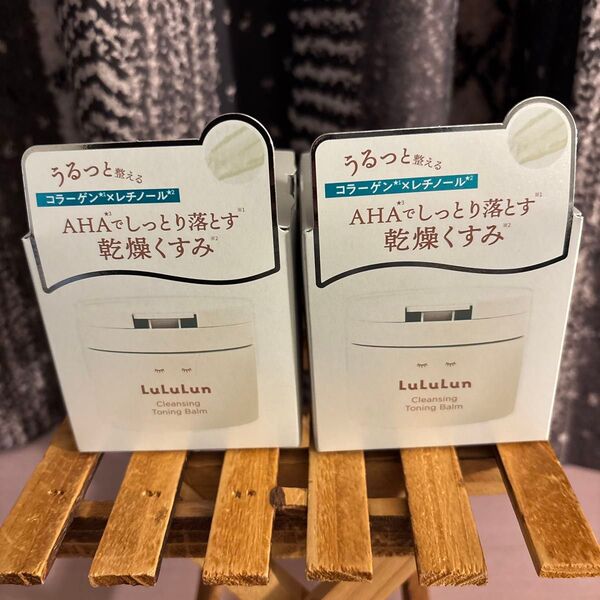 うるっと整える
コラーゲン★¹×レチノール★²
AHA★³でしっとり落とす※¹
乾燥くすみ※²
LuLuLun
Cleansing
Toning Balm
うるっと整える
コラーゲン★¹×レチノール★²
AHA★³でしっとり落とす※¹
乾燥くすみ※²
LuLuLun
Cleansing
Toning Balm